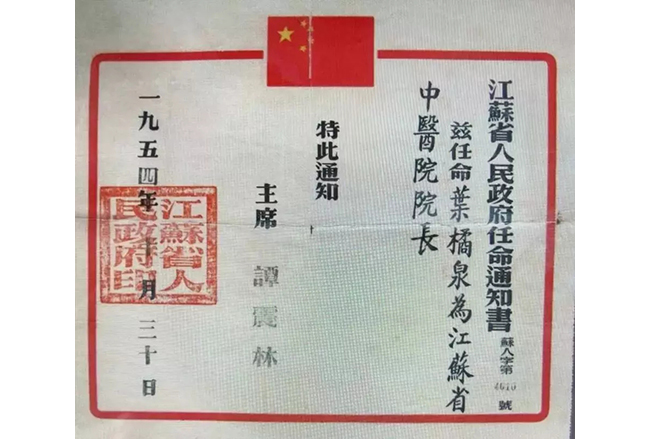 江蘇省人民政府任命通知書
蘇人字第
號
兹任命葉橘泉為江蘇省
中醫院院長
特此通知
主席 譚震林
一九五四年十月三十日
江蘇省人
民政府印